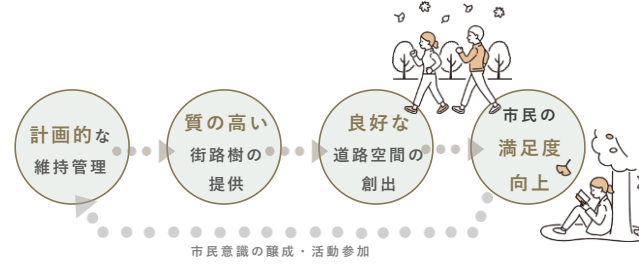 計画的な
維持管理
質の高い
街路樹の
提供
良好な
道路空間の
創出
市民の
満足度
向上
市民意識の醸成・活動参加